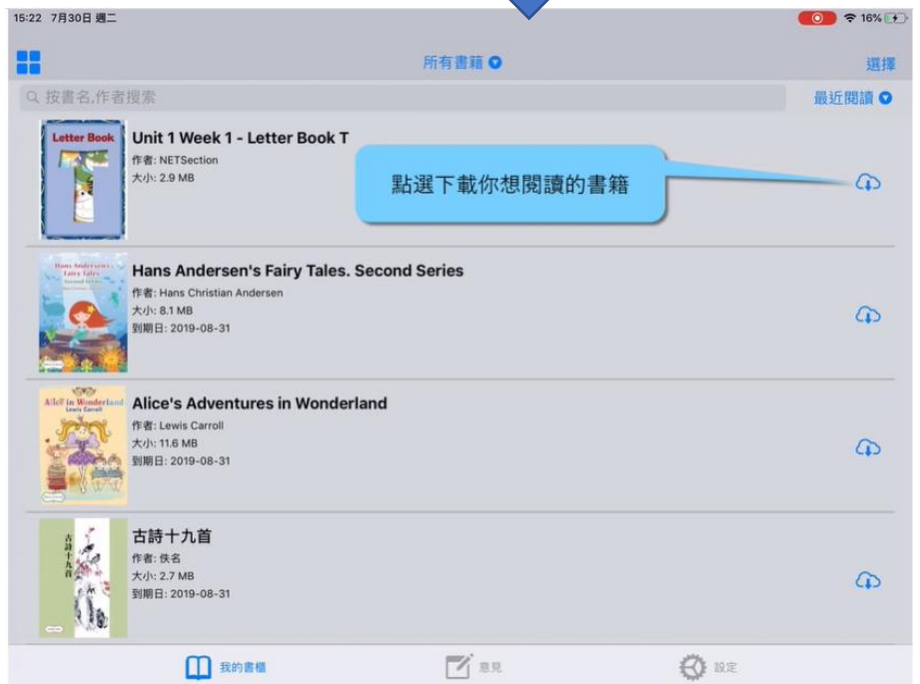 15:22 7月30日 週二
16%
所有書籍
選擇
按書名,作者搜索
最近閱讀
Letter Book
T
Unit 1 Week 1 - Letter Book T
作者: NETSection
大小: 2.9 MB
點選下載你想閱讀的書籍
Hans Andersen's
Fairy Tales
Second Series
Hans Andersen's Fairy Tales. Second Series
作者: Hans Christian Andersen
大小: 8.1 MB
到期日: 2019-08-31
Alice in Wonderland
Lewis Carroll
Alice's Adventures in Wonderland
作者: Lewis Carroll
大小: 11.6 MB
到期日: 2019-08-31
古詩十九首
古詩十九首
作者: 佚名
大小: 2.7 MB
到期日: 2019-08-31
我的書櫃
意見
設定